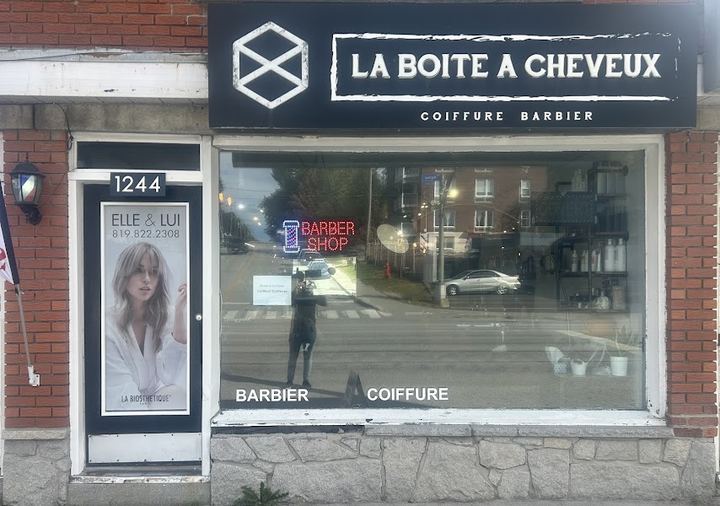 LA BOITE A CHEVEUX
COIFFURE BARBIER
1244
ELLE & LUI
819.822.2308
LA BIOSTHETIQUE
BARBER
SHOP
BARBIER
COIFFURE